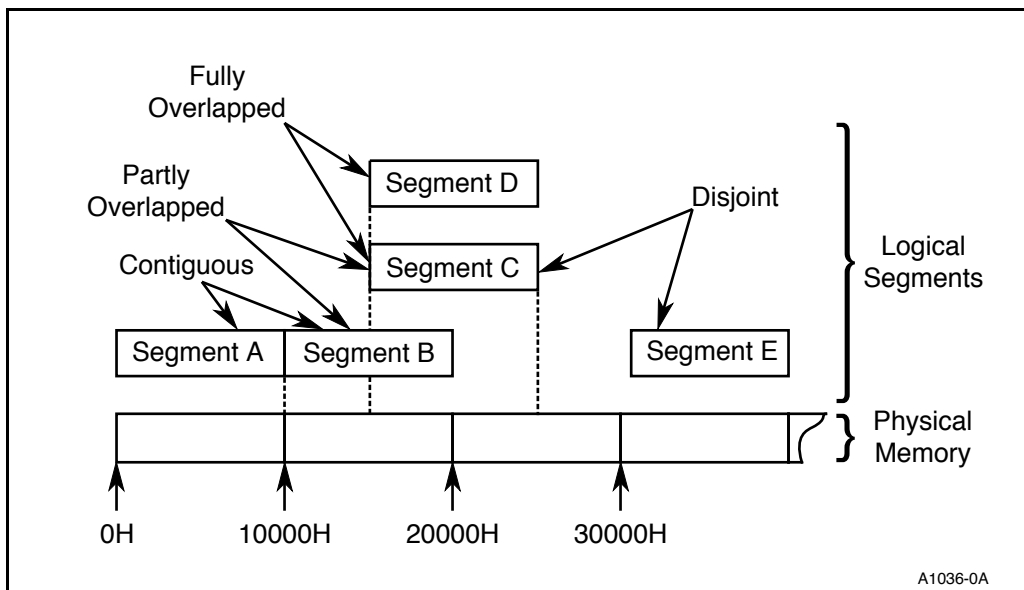 Fully
Overlapped
Segment D
Partly
Overlapped
Disjoint
Segment C
Contiguous
Logical
Segments
Segment A
Segment B
Segment E
Physical
Memory
0H
10000H
20000H
30000H
A1036-0A